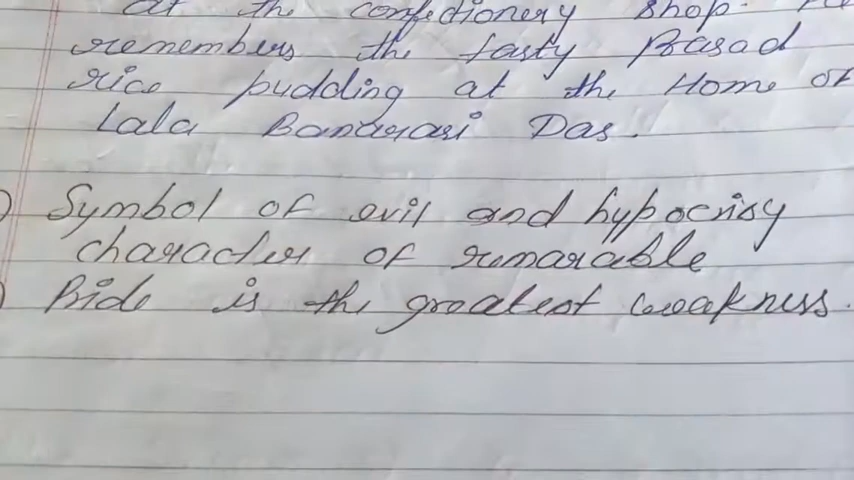 at the confectionery shop.
remembers the tasty Prasad
rice pudding at the Home of
Lala Banarasi Das.
Symbol of evil and hypocrisy
character of rumarable
Pride is the greatest weakness.